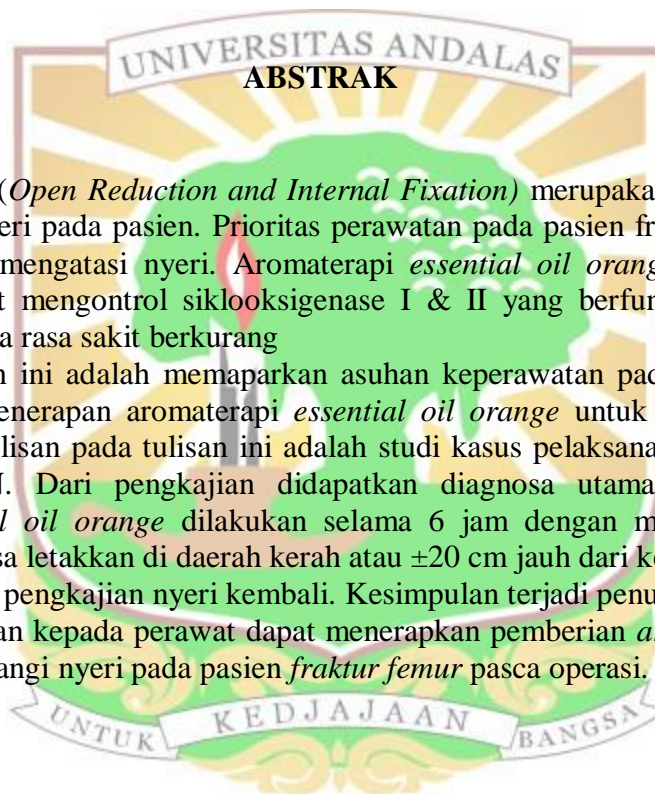 UNIVERSITAS ANDALAS
ABSTRAK
(Open Reduction and Internal Fixation) merupaka
eri pada pasien. Prioritas perawatan pada pasien fr
mengatasi nyeri. Aromaterapi essential oil orang
t mengontrol siklooksigenase I & II yang berfun
a rasa sakit berkurang
n ini adalah memaparkan asuhan keperawatan pad
enerapan aromaterapi essential oil orange untuk
lisan pada tulisan ini adalah studi kasus pelaksana
N. Dari pengkajian didapatkan diagnosa utama
l oil orange dilakukan selama 6 jam dengan m
sa letakkan di daerah kerah atau ±20 cm jauh dari k
pengkajian nyeri kembali. Kesimpulan terjadi penu
an kepada perawat dapat menerapkan pemberian a
angi nyeri pada pasien fraktur femur pasca operasi.
UNTUK KEDJAJAAN BANGSA